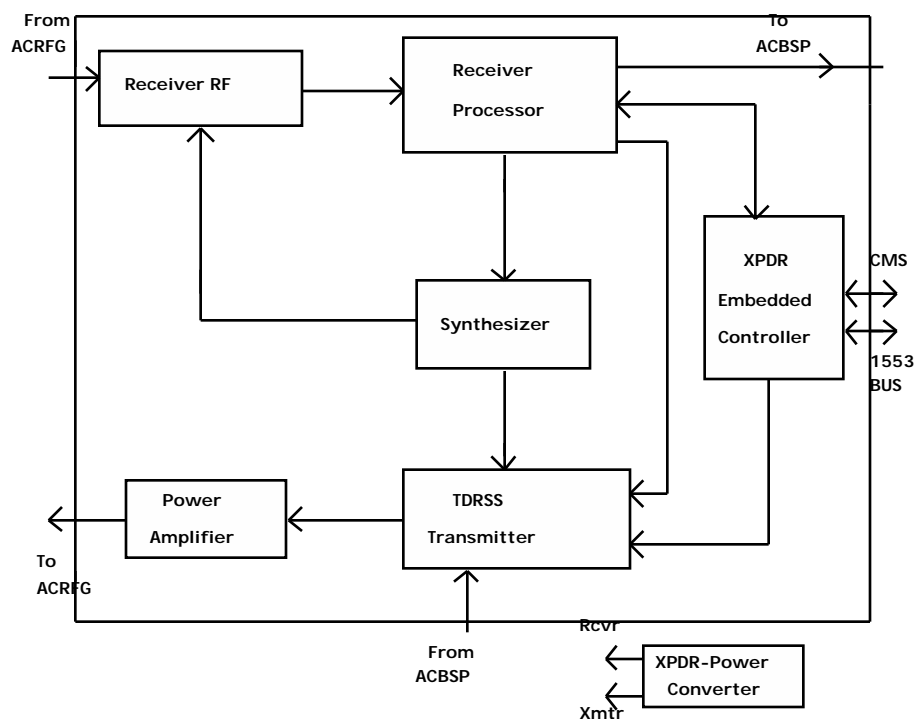 From
ACRFG
To
ACBSP
Receiver RF
Receiver
Processor
XPDR
Embedded
Controller
CMS
1553
BUS
Synthesizer
Power
Amplifier
TDRSS
Transmitter
To
ACRFG
From
ACBSP
Rcvr
XPDR-Power
Converter
Xmtr